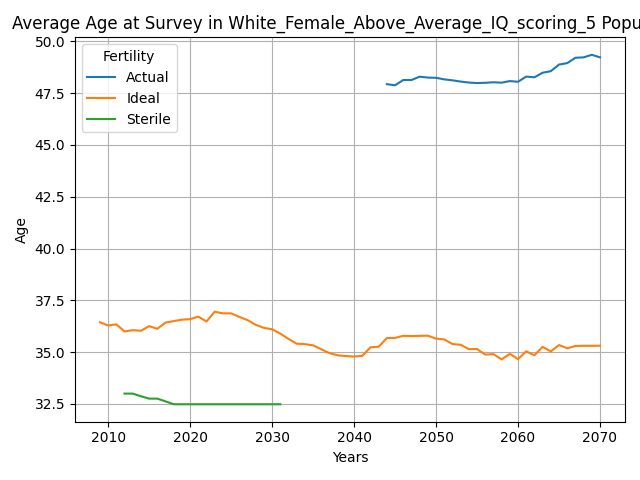 Average Age at Survey in White_Female_Above_Average_IQ_scoring_5 Popu
Fertility
Actual
Ideal
Sterile
50.0
47.5
45.0
42.5
40.0
37.5
35.0
32.5
Age
2010 2020 2030 2040 2050 2060 2070
Years